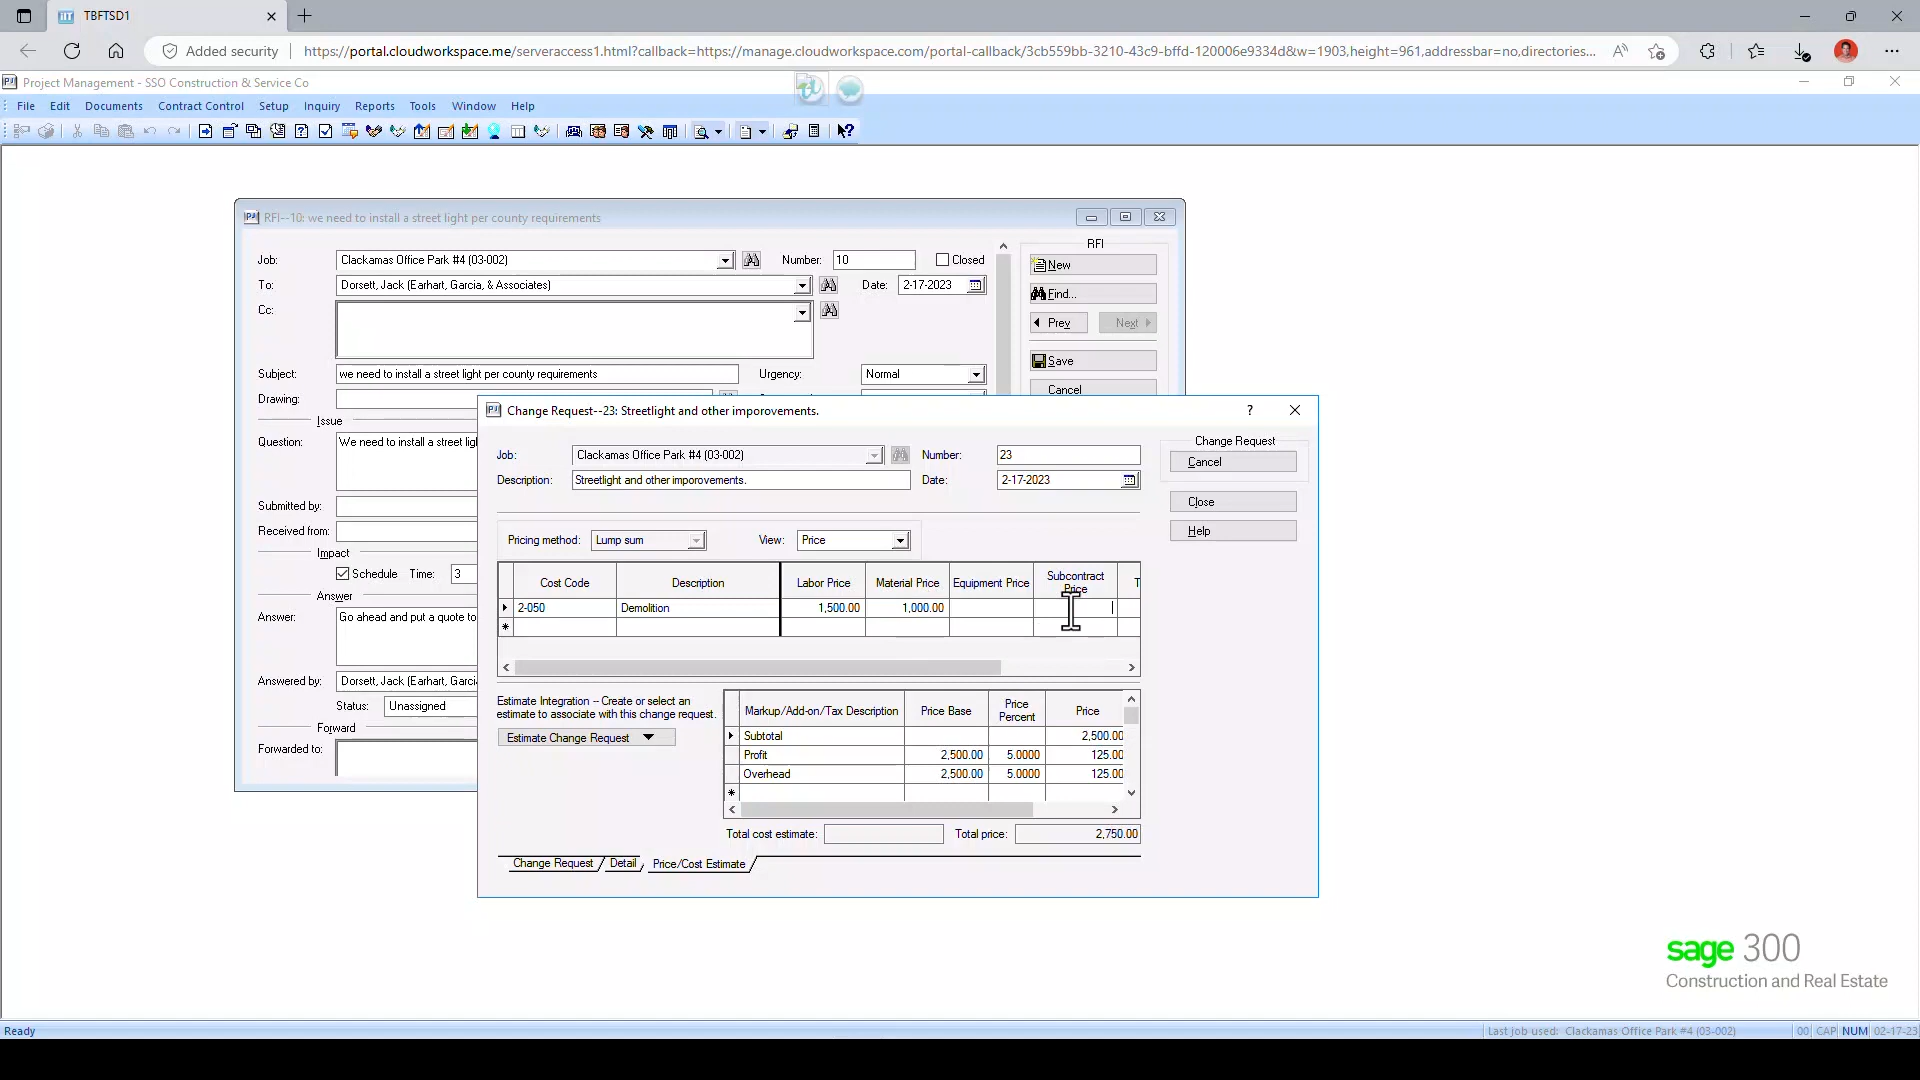 TBFTSD1
Added security
https://portal.cloudworkspace.me/serveraccess1.html?callback=https://manage.cloudworkspace.com/portal-callback/3cb559bb-3210-43c9-bffd-120006e9334d&w=1903,height=961,addressbar=no,directories...
Project Management - SSO Construction & Service Co
File Edit Documents Contract Control Setup Inquiry Reports Tools Window Help
RFI--10: we need to install a street light per county requirements
RFI
Job: Clackamas Office Park #4 (03-002) Number: 10 Closed
New
To: Dorsett, Jack (Earhart, Garcia, & Associates) Date: 2-17-2023
Find...
Cc:
Prev Next
Save
Subject: we need to install a street light per county requirements Urgency: Normal
Cancel
Drawing:
Issue
Question: We need to install a street lig
Submitted by:
Received from:
Impact
Schedule Time: 3
Answer
Answer: Go ahead and put a quote to
Answered by: Dorsett, Jack (Earhart, Garci
Status: Unassigned
Forward
Forwarded to:
Change Request--23: Streetlight and other imporovements. ?
Change Request
Job: Clackamas Office Park #4 (03-002) Number: 23
Cancel
Description: Streetlight and other imporovements. Date: 2-17-2023
Close
Help
Pricing method: Lump sum View: Price
Cost Code Description Labor Price Material Price Equipment Price Subcontract Price T
2-050 Demolition 1,500.00 1,000.00
*
Estimate Integration -- Create or select an
estimate to associate with this change request.
Estimate Change Request
Markup/Add-on/Tax Description Price Base Price Percent Price
Subtotal 2,500.00
Profit 2,500.00 5.0000 125.00
Overhead 2,500.00 5.0000 125.00
*
Total cost estimate: Total price: 2,750.00
Change Request Detail Price/Cost Estimate
sage 300
Construction and Real Estate
Ready Last job used: Clackamas Office Park #4 (03-002) 00 CAP NUM 02-17-23